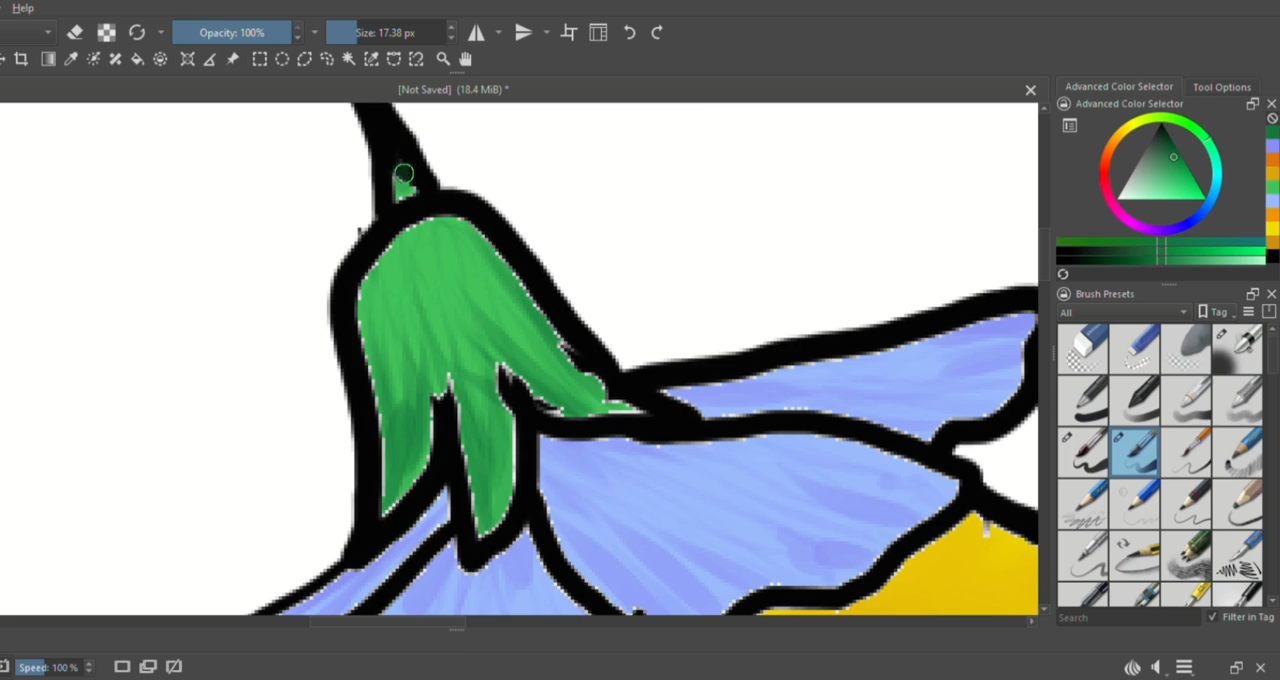 Help
Opacity: 100%
Size: 17.38 px
[Not Saved] (18.4 MiB) *
Advanced Color Selector
Tool Options
Advanced Color Selector
Brush Presets
All
Tag
Search
Filter in Tag
Speed: 100 %